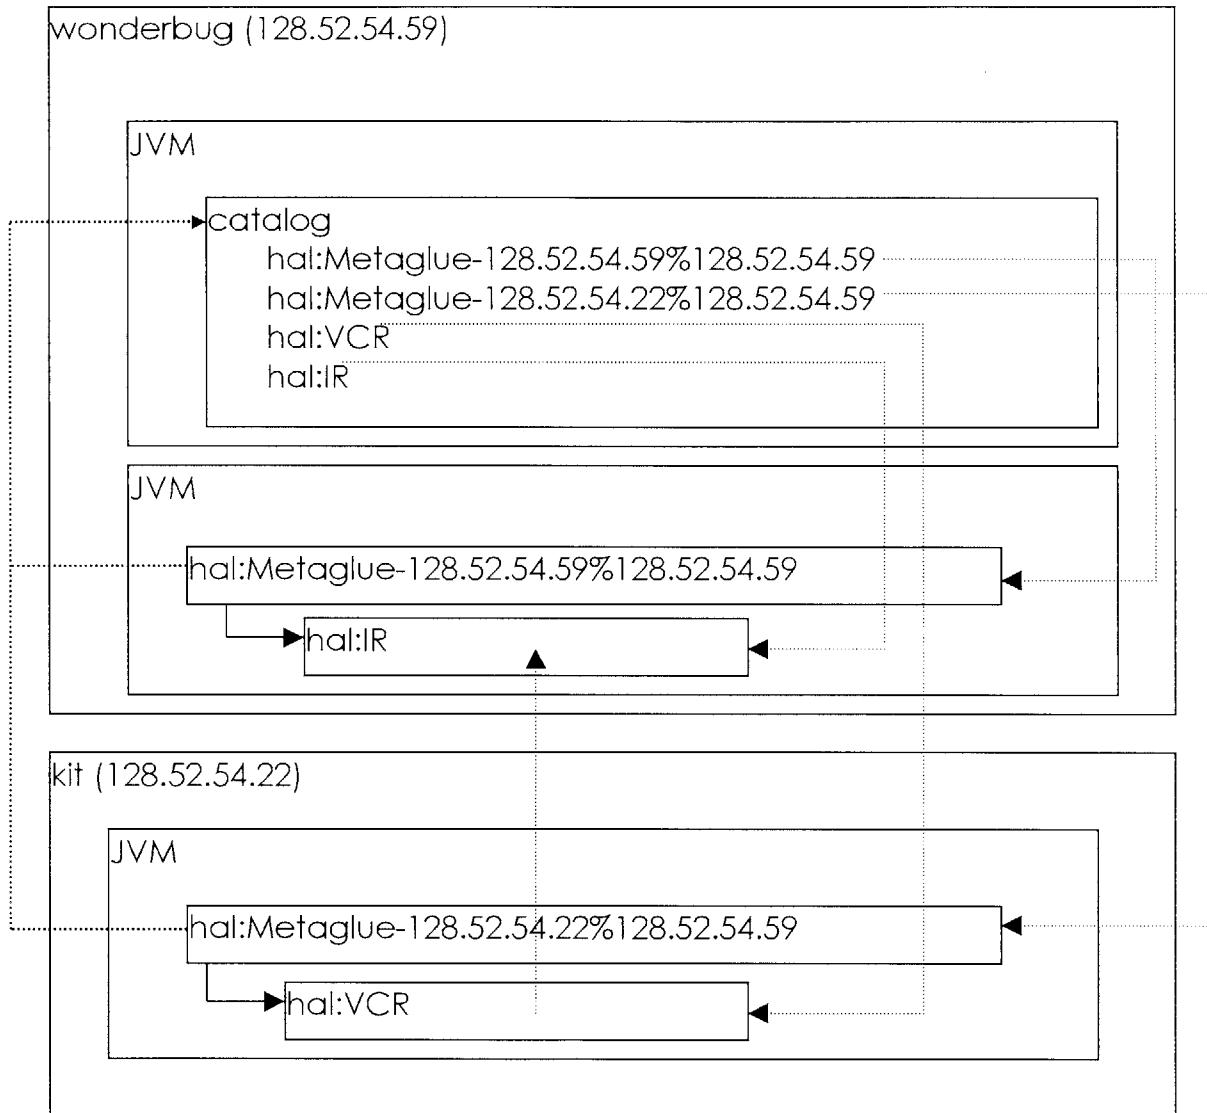 wonderbug (128.52.54.59)
JVM
catalog
hal:Metaglue-128.52.54.59%128.52.54.59
hal:Metaglue-128.52.54.22%128.52.54.59
hal:VCR
hal:IR
JVM
hal:Metaglue-128.52.54.59%128.52.54.59
hal:IR
kit (128.52.54.22)
JVM
hal:Metaglue-128.52.54.22%128.52.54.59
hal:VCR